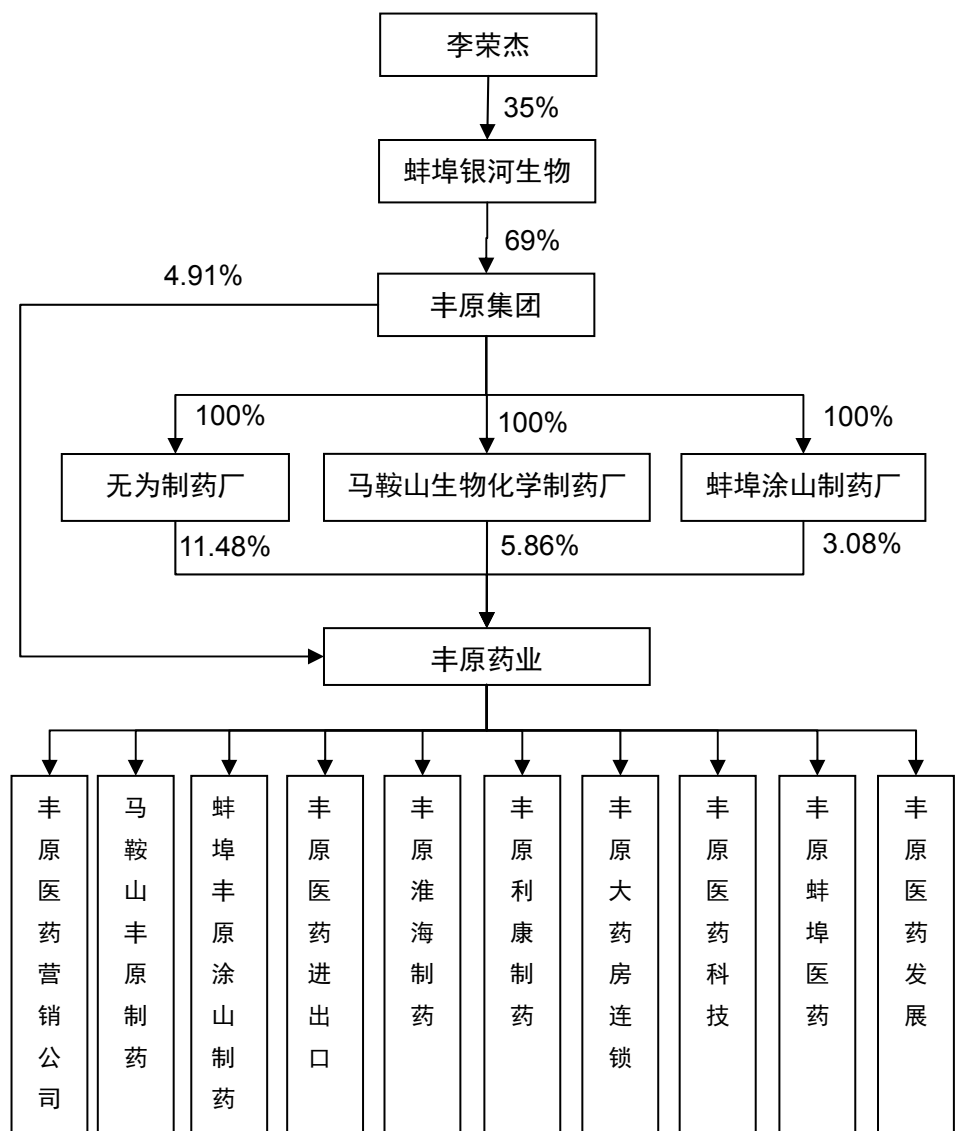 李荣杰
35%
蚌埠银河生物
69%
4.91%
丰原集团
100%
100%
100%
无为制药厂
马鞍山生物化学制药厂
蚌埠涂山制药厂
11.48%
5.86%
3.08%
丰原药业
丰原医药营销公司
马鞍山丰原制药
蚌埠丰原涂山制药
丰原医药进出口
丰原淮海制药
丰原利康制药
丰原大药房连锁
丰原医药科技
丰原蚌埠医药
丰原医药发展